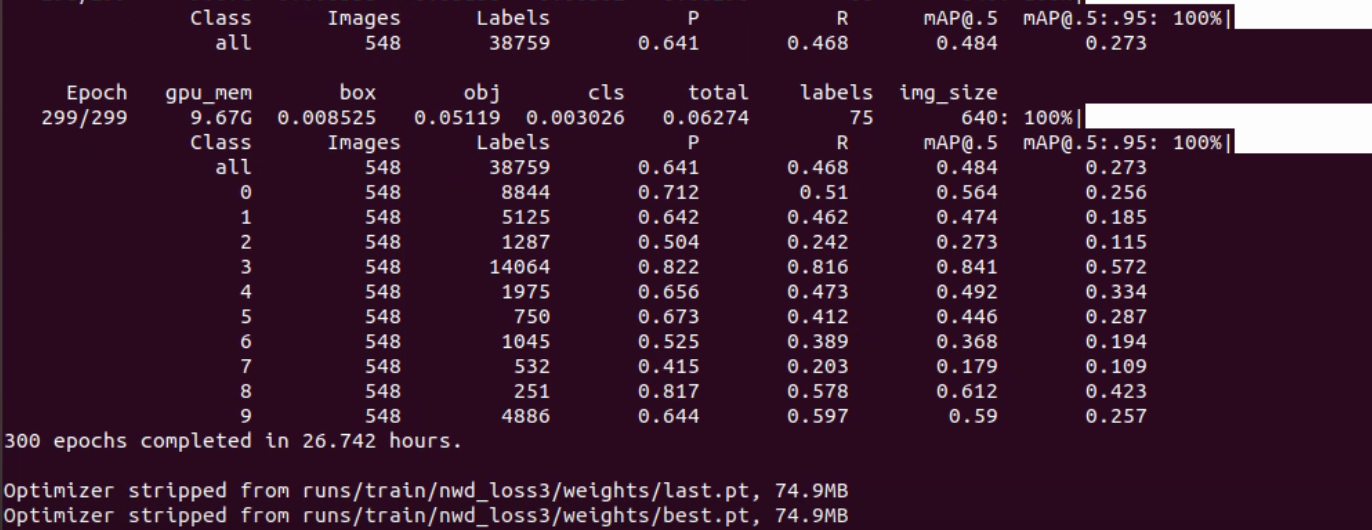 Class Images Labels P R mAP@.5 mAP@.5:.95: 100%|
all 548 38759 0.641 0.468 0.484 0.273
Epoch gpu_mem box obj cls total labels img_size
299/299 9.67G 0.008525 0.05119 0.003026 0.06274 75 640: 100%|
Class Images Labels P R mAP@.5 mAP@.5:.95: 100%|
all 548 38759 0.641 0.468 0.484 0.273
0 548 8844 0.712 0.51 0.564 0.256
1 548 5125 0.642 0.462 0.474 0.185
2 548 1287 0.504 0.242 0.273 0.115
3 548 14064 0.822 0.816 0.841 0.572
4 548 1975 0.656 0.473 0.492 0.334
5 548 750 0.673 0.412 0.446 0.287
6 548 1045 0.525 0.389 0.368 0.194
7 548 532 0.415 0.203 0.179 0.109
8 548 251 0.817 0.578 0.612 0.423
9 548 4886 0.644 0.597 0.59 0.257
300 epochs completed in 26.742 hours.
Optimizer stripped from runs/train/nwd_loss3/weights/last.pt, 74.9MB
Optimizer stripped from runs/train/nwd_loss3/weights/best.pt, 74.9MB